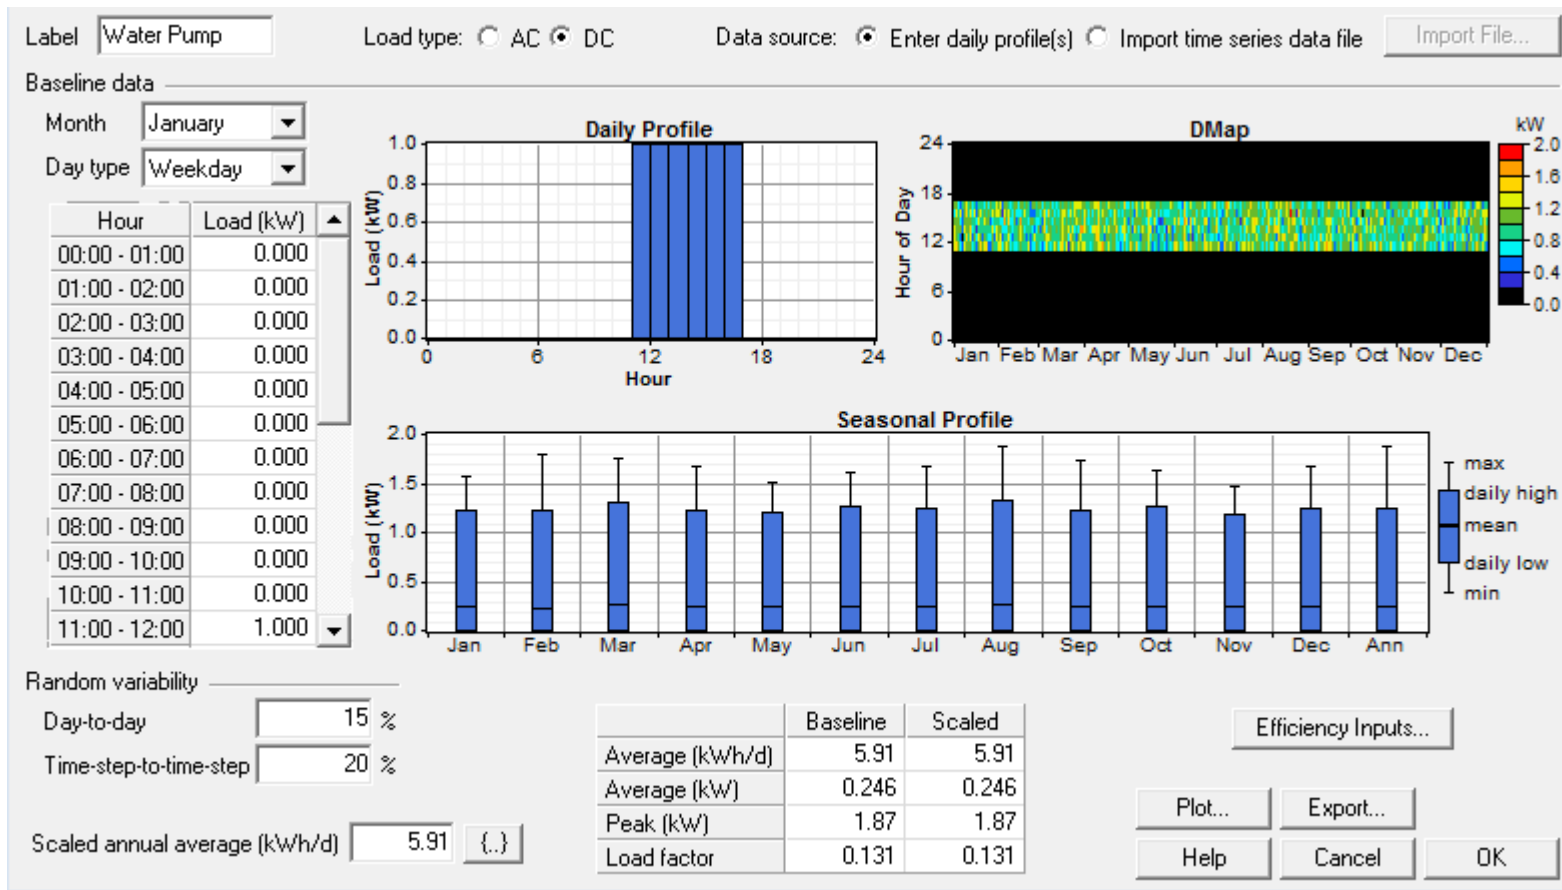 Label Water Pump Load type: AC DC Data source: Enter daily profile(s) Import time series data file Import File...
Baseline data
Month January
Day type Weekday
Hour Load (kW)
00:00 - 01:00 0.000
01:00 - 02:00 0.000
02:00 - 03:00 0.000
03:00 - 04:00 0.000
04:00 - 05:00 0.000
05:00 - 06:00 0.000
06:00 - 07:00 0.000
07:00 - 08:00 0.000
08:00 - 09:00 0.000
09:00 - 10:00 0.000
10:00 - 11:00 0.000
11:00 - 12:00 1.000
Daily Profile
Load (kW)
1.0
0.8
0.6
0.4
0.2
0.0
0 6 12 18 24
Hour
DMap
Hour of Day
24
18
12
6
0
Jan Feb Mar Apr May Jun Jul Aug Sep Oct Nov Dec
kW
2.0
1.6
1.2
0.8
0.4
0.0
Seasonal Profile
Load (kW)
2.0
1.5
1.0
0.5
0.0
Jan Feb Mar Apr May Jun Jul Aug Sep Oct Nov Dec Ann
max
daily high
mean
daily low
min
Random variability
Day-to-day 15 %
Time-step-to-time-step 20 %
Scaled annual average (kWh/d) 5.91 {..}
Baseline Scaled
Average (kWh/d) 5.91 5.91
Average (kW) 0.246 0.246
Peak (kW) 1.87 1.87
Load factor 0.131 0.131
Efficiency Inputs...
Plot... Export...
Help Cancel OK